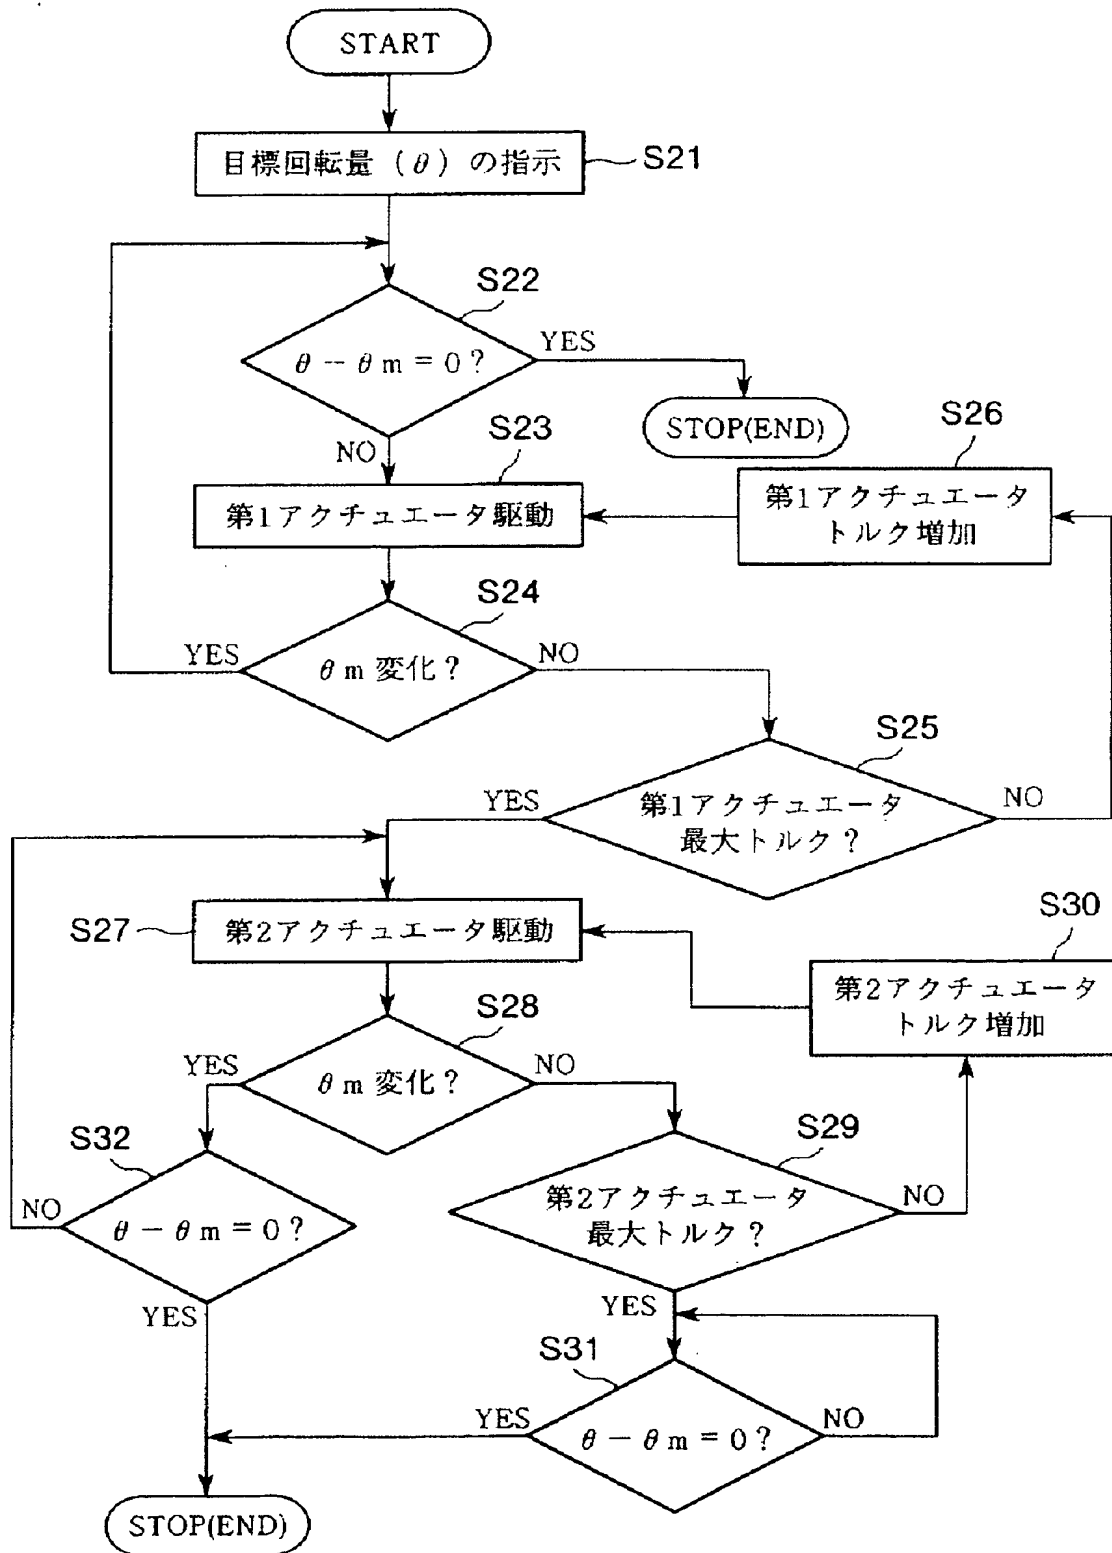 START
目標回転量 (θ) の指示
S21
S22
θ − θm = 0 ?
YES
STOP(END)
NO
S23
S26
第1アクチュエータ駆動
第1アクチュエータ
トルク増加
S24
YES
θm 変化 ?
NO
S25
YES
第1アクチュエータ
最大トルク ?
NO
S27
第2アクチュエータ駆動
S30
第2アクチュエータ
トルク増加
S28
YES
θm 変化 ?
NO
S32
NO
θ − θm = 0 ?
YES
S29
第2アクチュエータ
最大トルク ?
NO
YES
S31
YES
θ − θm = 0 ?
NO
STOP(END)